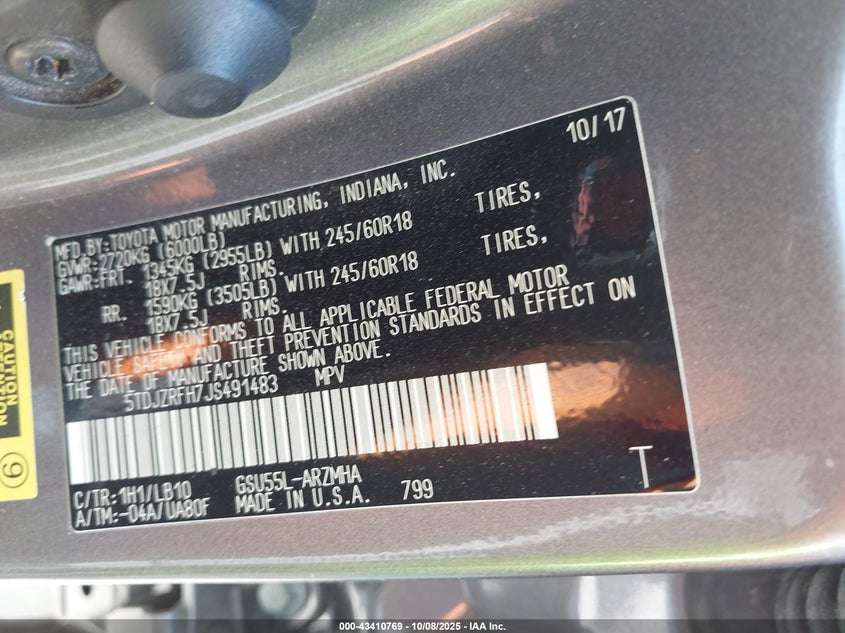 10/17
MFD.BY:TOYOTA MOTOR MANUFACTURING, INDIANA, INC.
GVWR:2720KG (6000LB)
GAWR:FRT. 1345KG (2955LB) WITH 245/60R18 TIRES,
18X7.5J RIMS.
RR. 1590KG (3505LB) WITH 245/60R18 TIRES,
18X7.5J RIMS.
THIS VEHICLE CONFORMS TO ALL APPLICABLE FEDERAL MOTOR
VEHICLE SAFETY AND THEFT PREVENTION STANDARDS IN EFFECT ON
THE DATE OF MANUFACTURE SHOWN ABOVE.
5TDJZRFH7JS491483 MPV
C/TR:1H1/LB10 GSU55L-ARZMHA
A/TM:-04A/UA80F MADE IN U.S.A. 799
T
CAUTION
9
000-43410769 - 10/08/2025 - IAA Inc.